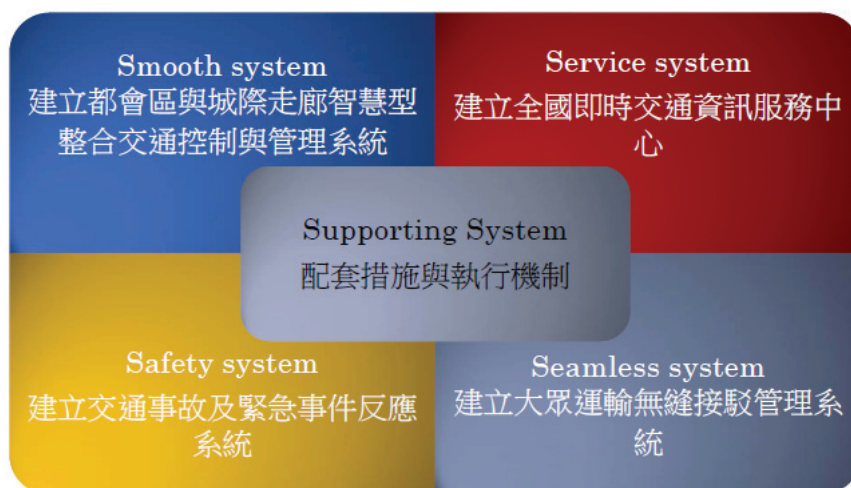 Smooth system
建立都會區與城際走廊智慧型
整合交通控制與管理系統
Service system
建立全國即時交通資訊服務中
心
Supporting System
配套措施與執行機制
Safety system
建立交通事故及緊急事件反應
系統
Seamless system
建立大眾運輸無縫接駁管理系
統